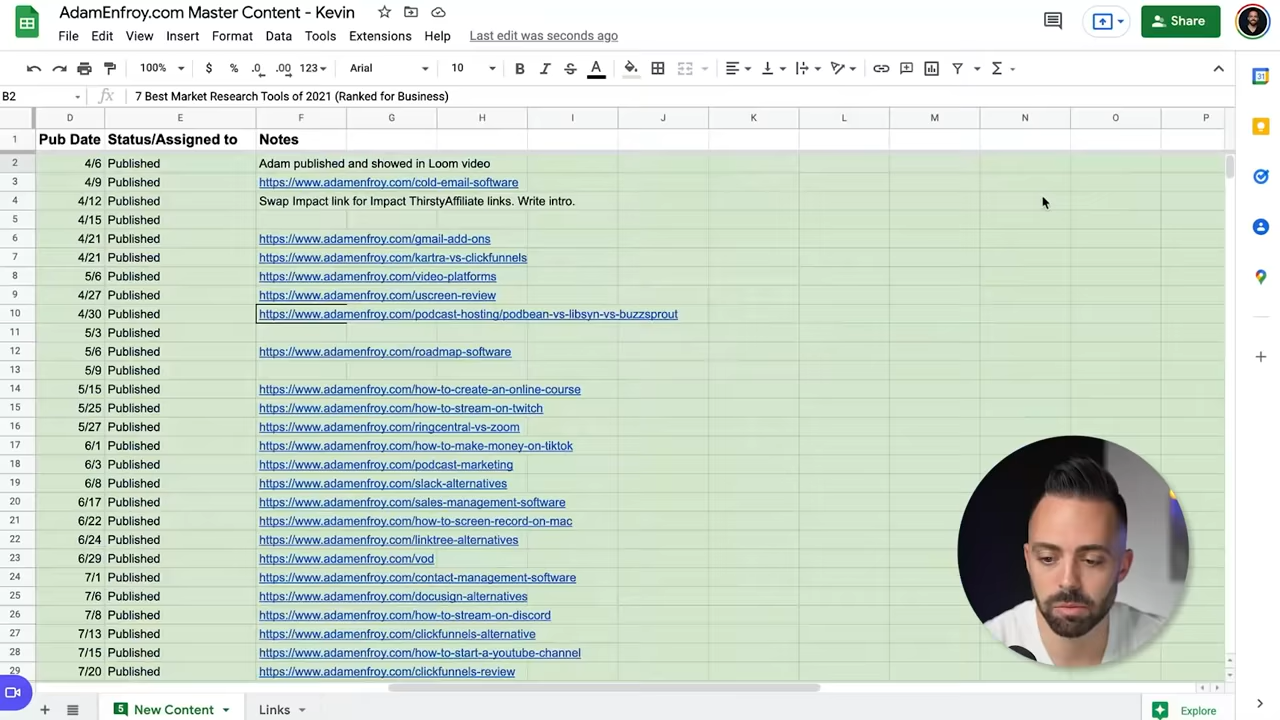 AdamEnfroy.com Master Content - Kevin
File Edit View Insert Format Data Tools Extensions Help Last edit was seconds ago
Share
100% $ % .0 .00 123 Arial 10 B I S A Σ
B2 fx 7 Best Market Research Tools of 2021 (Ranked for Business)
D E F G H I J K L M N O P
1 Pub Date Status/Assigned to Notes
2 4/6 Published Adam published and showed in Loom video
3 4/9 Published https://www.adamenfroy.com/cold-email-software
4 4/12 Published Swap Impact link for Impact ThirstyAffiliate links. Write intro.
5 4/15 Published
6 4/21 Published https://www.adamenfroy.com/gmail-add-ons
7 4/21 Published https://www.adamenfroy.com/kartra-vs-clickfunnels
8 5/6 Published https://www.adamenfroy.com/video-platforms
9 4/27 Published https://www.adamenfroy.com/uscreen-review
10 4/30 Published https://www.adamenfroy.com/podcast-hosting/podbean-vs-libsyn-vs-buzzsprout
11 5/3 Published
12 5/6 Published https://www.adamenfroy.com/roadmap-software
13 5/9 Published
14 5/15 Published https://www.adamenfroy.com/how-to-create-an-online-course
15 5/25 Published https://www.adamenfroy.com/how-to-stream-on-twitch
16 5/27 Published https://www.adamenfroy.com/ringcentral-vs-zoom
17 6/1 Published https://www.adamenfroy.com/how-to-make-money-on-tiktok
18 6/3 Published https://www.adamenfroy.com/podcast-marketing
19 6/8 Published https://www.adamenfroy.com/slack-alternatives
20 6/17 Published https://www.adamenfroy.com/sales-management-software
21 6/22 Published https://www.adamenfroy.com/how-to-screen-record-on-mac
22 6/24 Published https://www.adamenfroy.com/linktree-alternatives
23 6/29 Published https://www.adamenfroy.com/vod
24 7/1 Published https://www.adamenfroy.com/contact-management-software
25 7/6 Published https://www.adamenfroy.com/docusign-alternatives
26 7/8 Published https://www.adamenfroy.com/how-to-stream-on-discord
27 7/13 Published https://www.adamenfroy.com/clickfunnels-alternative
28 7/15 Published https://www.adamenfroy.com/how-to-start-a-youtube-channel
29 7/20 Published https://www.adamenfroy.com/clickfunnels-review
5 New Content Links Explore
31